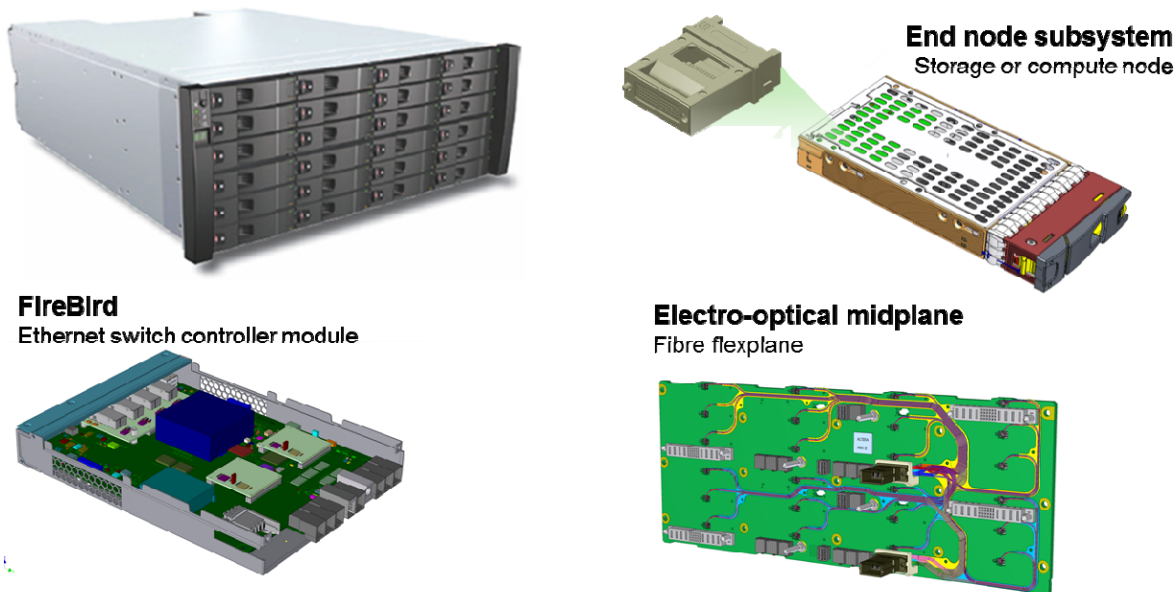 End node subsystem
Storage or compute node
FireBird
Ethernet switch controller module
Electro-optical midplane
Fibre flexplane